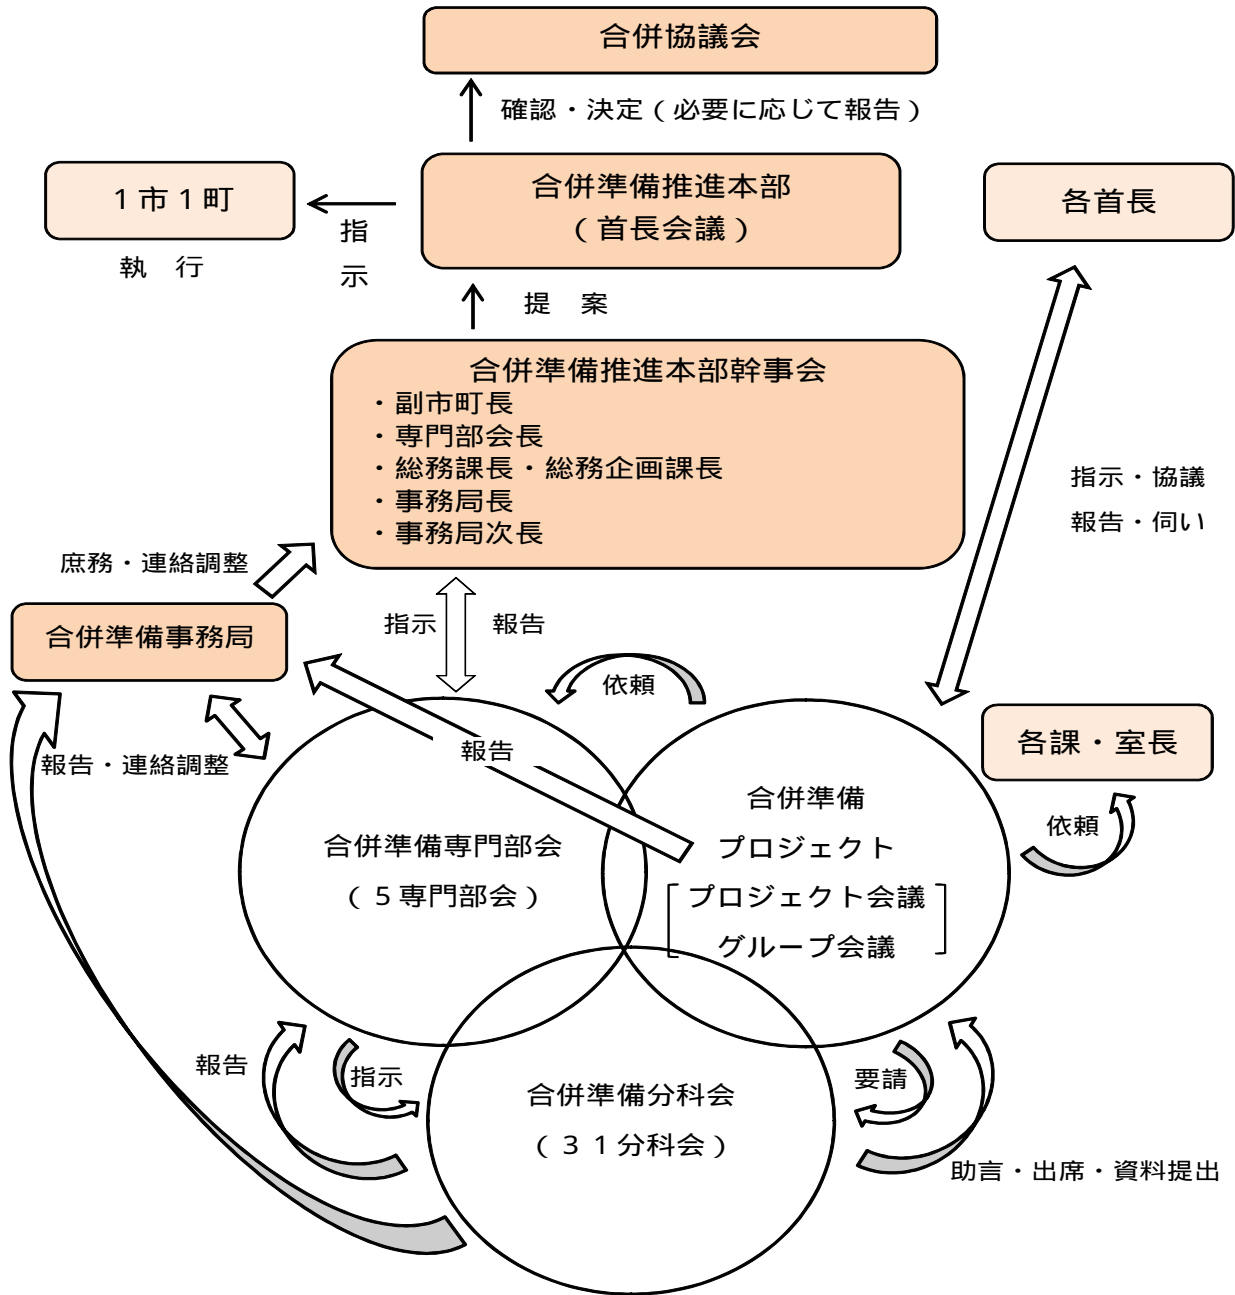 合併協議会
確認・決定（必要に応じて報告）
１市１町
執　行
指
示
合併準備推進本部
（首長会議）
各首長
提　案
合併準備推進本部幹事会
・副市町長
・専門部会長
・総務課長・総務企画課長
・事務局長
・事務局次長
指示・協議
報告・伺い
庶務・連絡調整
合併準備事務局
指示
報告
依頼
報告・連絡調整
報告
各課・室長
依頼
合併準備専門部会
（５専門部会）
合併準備
プロジェクト
プロジェクト会議
グループ会議
報告
指示
要請
合併準備分科会
（３１分科会）
助言・出席・資料提出